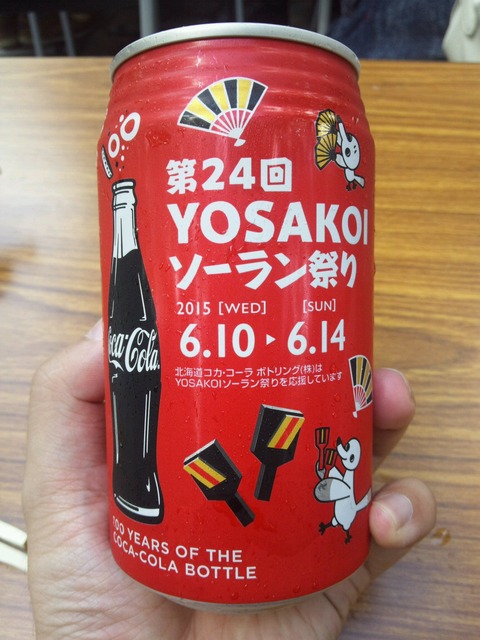 第24回
YOSAKOI
ソーラン祭り
2015 [WED] [SUN]
6.10 ▸ 6.14
北海道コカ・コーラ ボトリング(株)は
YOSAKOIソーラン祭りを応援しています
Coca-Cola
100 YEARS OF THE
COCA-COLA BOTTLE